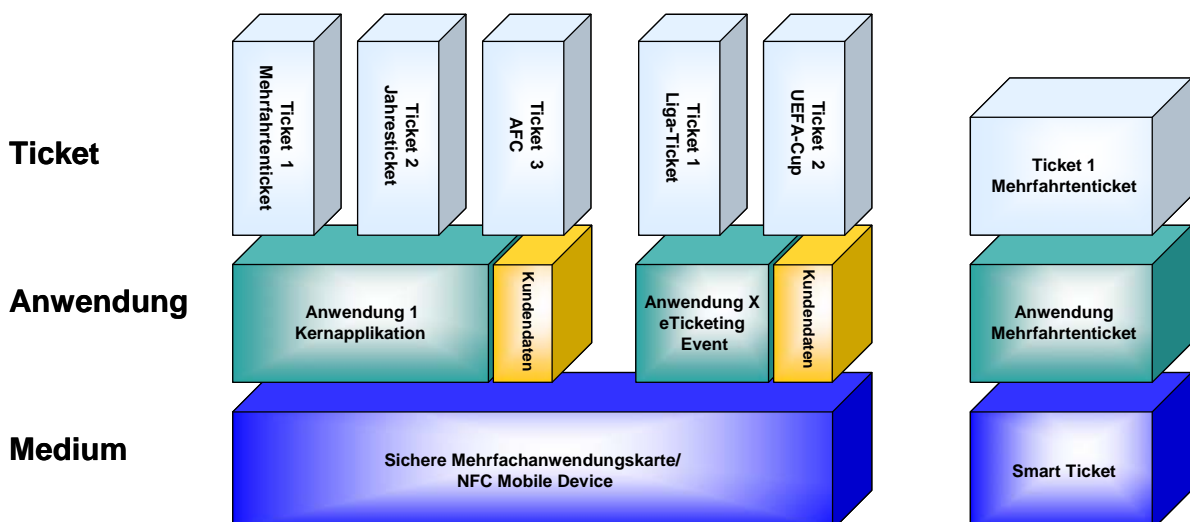 Ticket
Ticket 1
Mehrfahrtenticket
Ticket 2
Jahresticket
Ticket 3
AFC
Ticket 1
Liga-Ticket
Ticket 2
UEFA-Cup
Ticket 1
Mehrfahrtenticket
Anwendung
Anwendung 1
Kernapplikation
Kundendaten
Anwendung X
eTicketing
Event
Kundendaten
Anwendung
Mehrfahrtenticket
Medium
Sichere Mehrfachanwendungskarte/
NFC Mobile Device
Smart Ticket